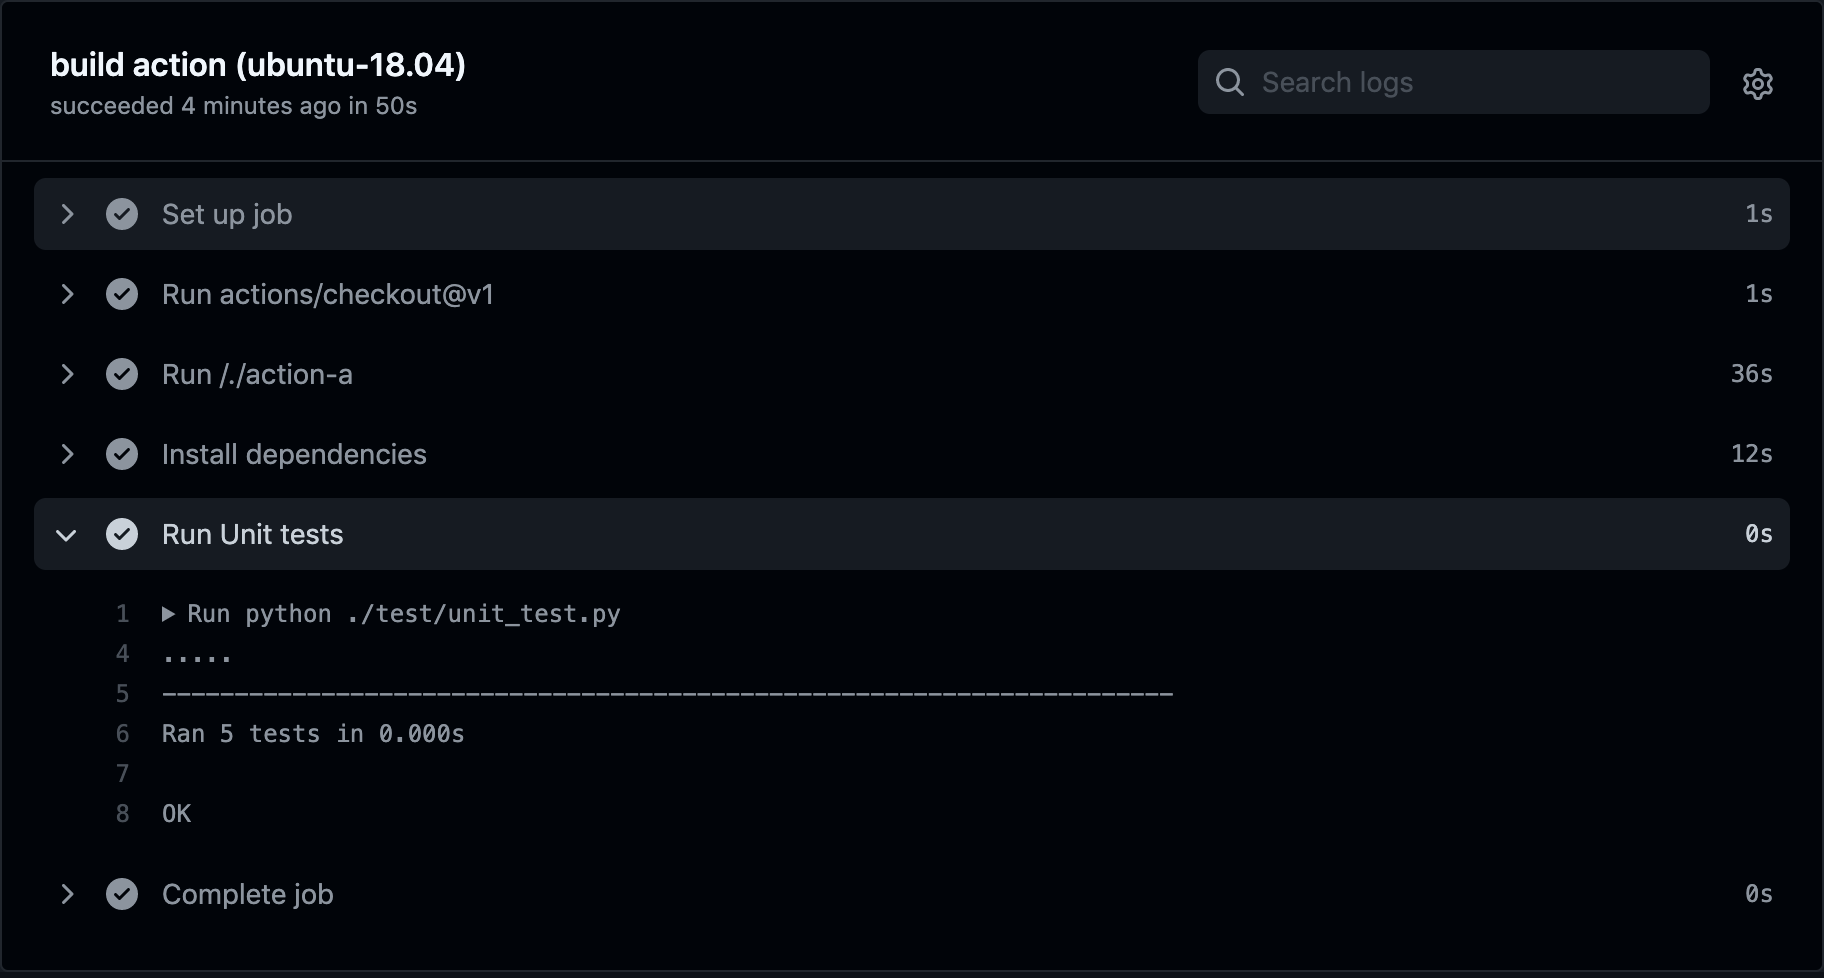 build action (ubuntu-18.04)
succeeded 4 minutes ago in 50s
Search logs
Set up job 1s
Run actions/checkout@v1 1s
Run /./action-a 36s
Install dependencies 12s
Run Unit tests 0s
1 ▶ Run python ./test/unit_test.py
4 .....
5 ----------------------------------------------------------------------
6 Ran 5 tests in 0.000s
7
8 OK
Complete job 0s